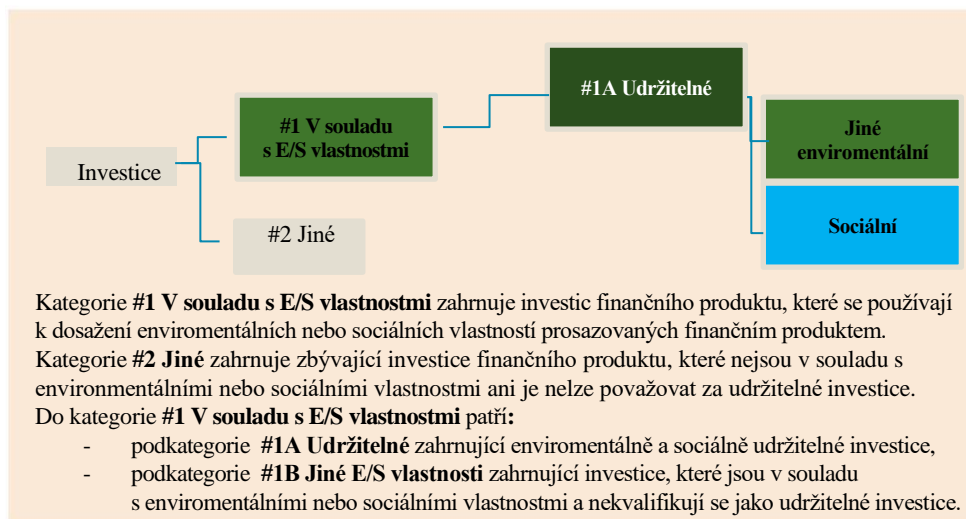 #1A Udržitelné
#1 V souladu
s E/S vlastnostmi
Jiné
enviromentální
Investice
#2 Jiné
Sociální
Kategorie #1 V souladu s E/S vlastnostmi zahrnuje investic finančního produktu, které se používají
k dosažení enviromentálních nebo sociálních vlastností prosazovaných finančním produktem.
Kategorie #2 Jiné zahrnuje zbývající investice finančního produktu, které nejsou v souladu s
environmentálními nebo sociálními vlastnostmi ani je nelze považovat za udržitelné investice.
Do kategorie #1 V souladu s E/S vlastnostmi patří:
- podkategorie #1A Udržitelné zahrnující enviromentálně a sociálně udržitelné investice,
- podkategorie #1B Jiné E/S vlastnosti zahrnující investice, které jsou v souladu
s enviromentálními nebo sociálními vlastnostmi a nekvalifikují se jako udržitelné investice.